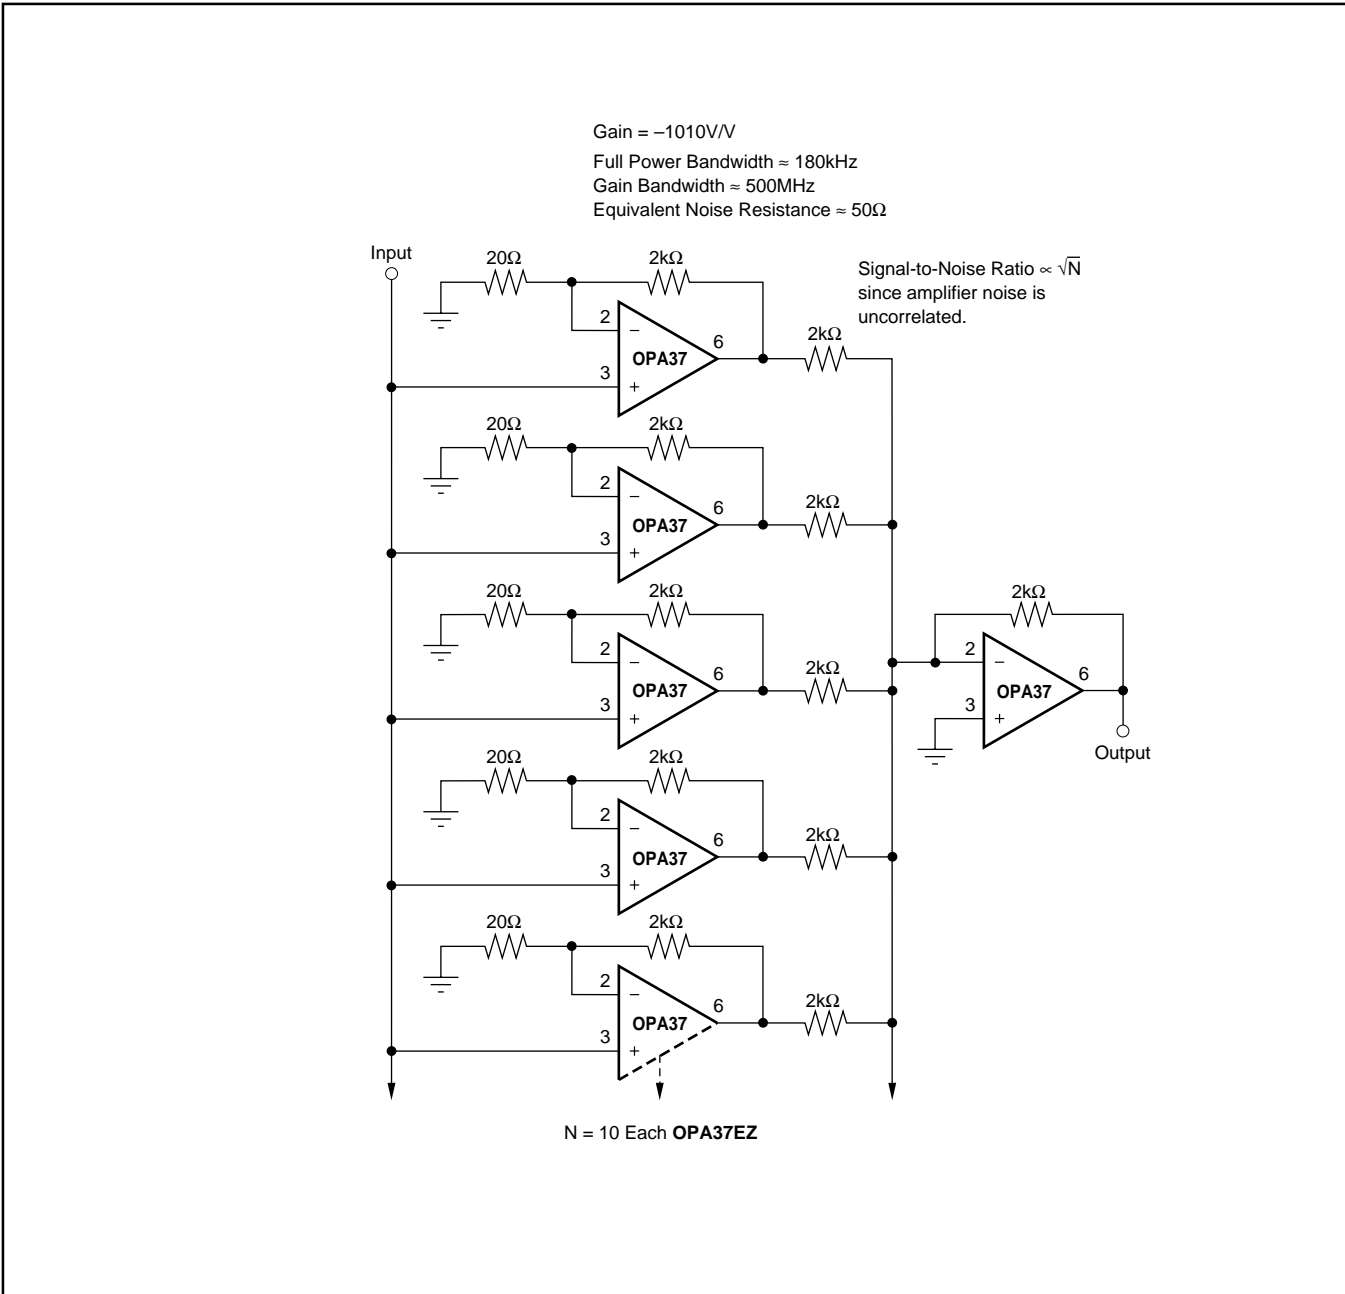 Gain = –1010V/V
Full Power Bandwidth ≈ 180kHz
Gain Bandwidth ≈ 500MHz
Equivalent Noise Resistance ≈ 50Ω
Input
20Ω
2kΩ
Signal-to-Noise Ratio ∝ √N
since amplifier noise is
uncorrelated.
2
–
6
2kΩ
OPA37
3
+
20Ω
2kΩ
2
–
6
2kΩ
OPA37
3
+
20Ω
2kΩ
2
–
6
2kΩ
OPA37
3
+
2kΩ
2
–
6
OPA37
3
+
Output
20Ω
2kΩ
2
–
6
2kΩ
OPA37
3
+
20Ω
2kΩ
2
–
6
2kΩ
OPA37
3
+
N = 10 Each OPA37EZ